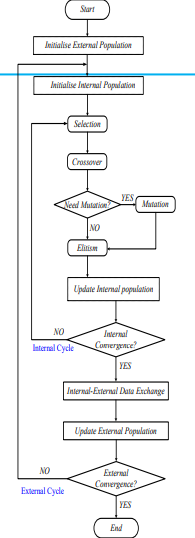 Start
Initialise External Population
Initialise Internal Population
Selection
Crossover
Need Mutation?
YES
Mutation
NO
Elitism
Update Internal population
NO
Internal
Convergence?
Internal Cycle
YES
Internal-External Data Exchange
Update External Population
NO
External
Convergence?
External Cycle
YES
End